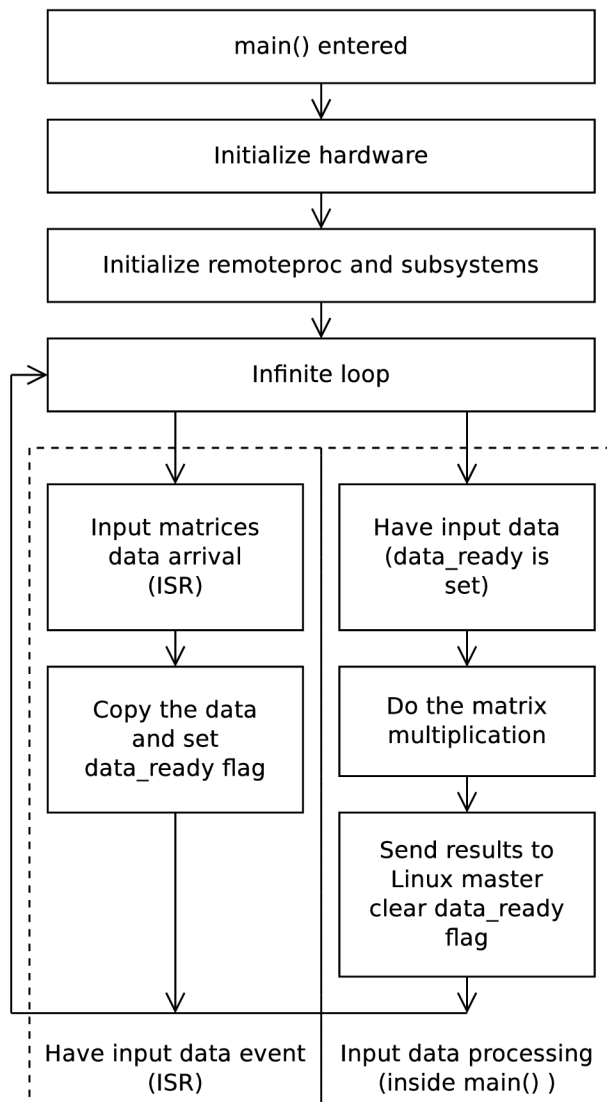 main() entered
Initialize hardware
Initialize remoteproc and subsystems
Infinite loop
Input matrices
data arrival
(ISR)
Copy the data
and set
data_ready flag
Have input data
(data_ready is
set)
Do the matrix
multiplication
Send results to
Linux master
clear data_ready
flag
Have input data event
(ISR)
Input data processing
(inside main() )